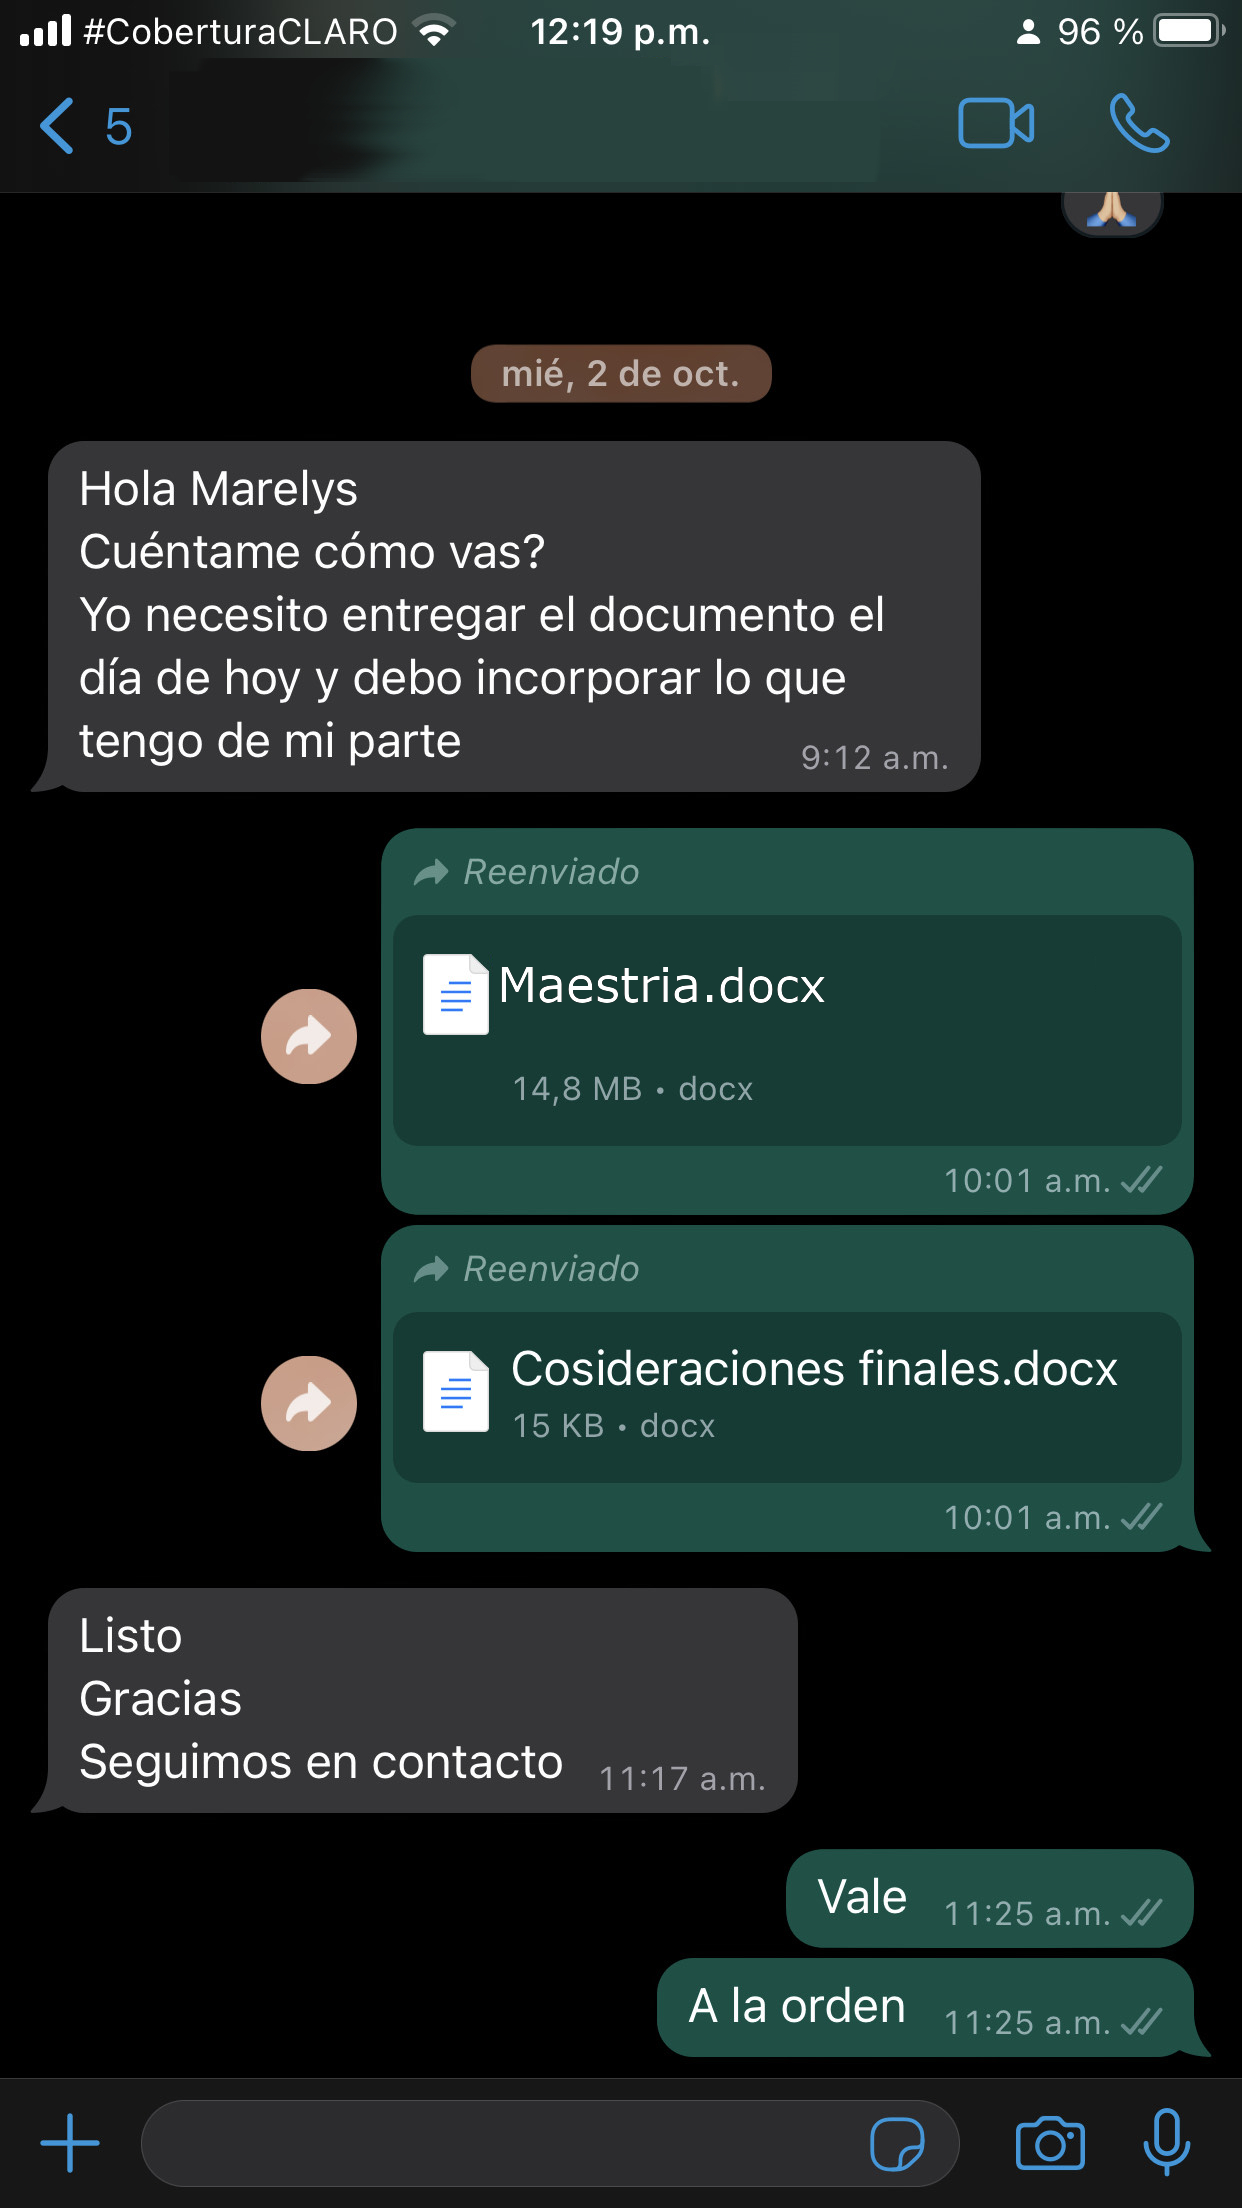 #CoberturaCLARO 12:19 p.m. 96 %
5
mié, 2 de oct.
Hola Marelys
Cuéntame cómo vas?
Yo necesito entregar el documento el
día de hoy y debo incorporar lo que
tengo de mi parte
9:12 a.m.
Reenviado
Maestria.docx
14,8 MB • docx
10:01 a.m.
Reenviado
Cosideraciones finales.docx
15 KB • docx
10:01 a.m.
Listo
Gracias
Seguimos en contacto 11:17 a.m.
Vale 11:25 a.m.
A la orden 11:25 a.m.